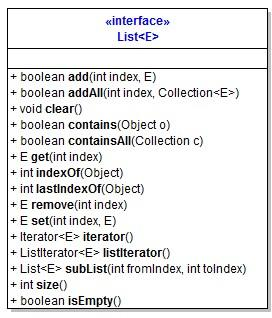 «interface»
List<E>
+ boolean add(int index, E)
+ boolean addAll(int index, Collection<E>)
+ void clear()
+ boolean contains(Object o)
+ boolean containsAll(Collection c)
+ E get(int index)
+ int indexOf(Object)
+ int lastIndexOf(Object)
+ E remove(int index)
+ E set(int index, E)
+ Iterator<E> iterator()
+ ListIterator<E> listIterator()
+ List<E> subList(int fromIndex, int toIndex)
+ int size()
+ boolean isEmpty()